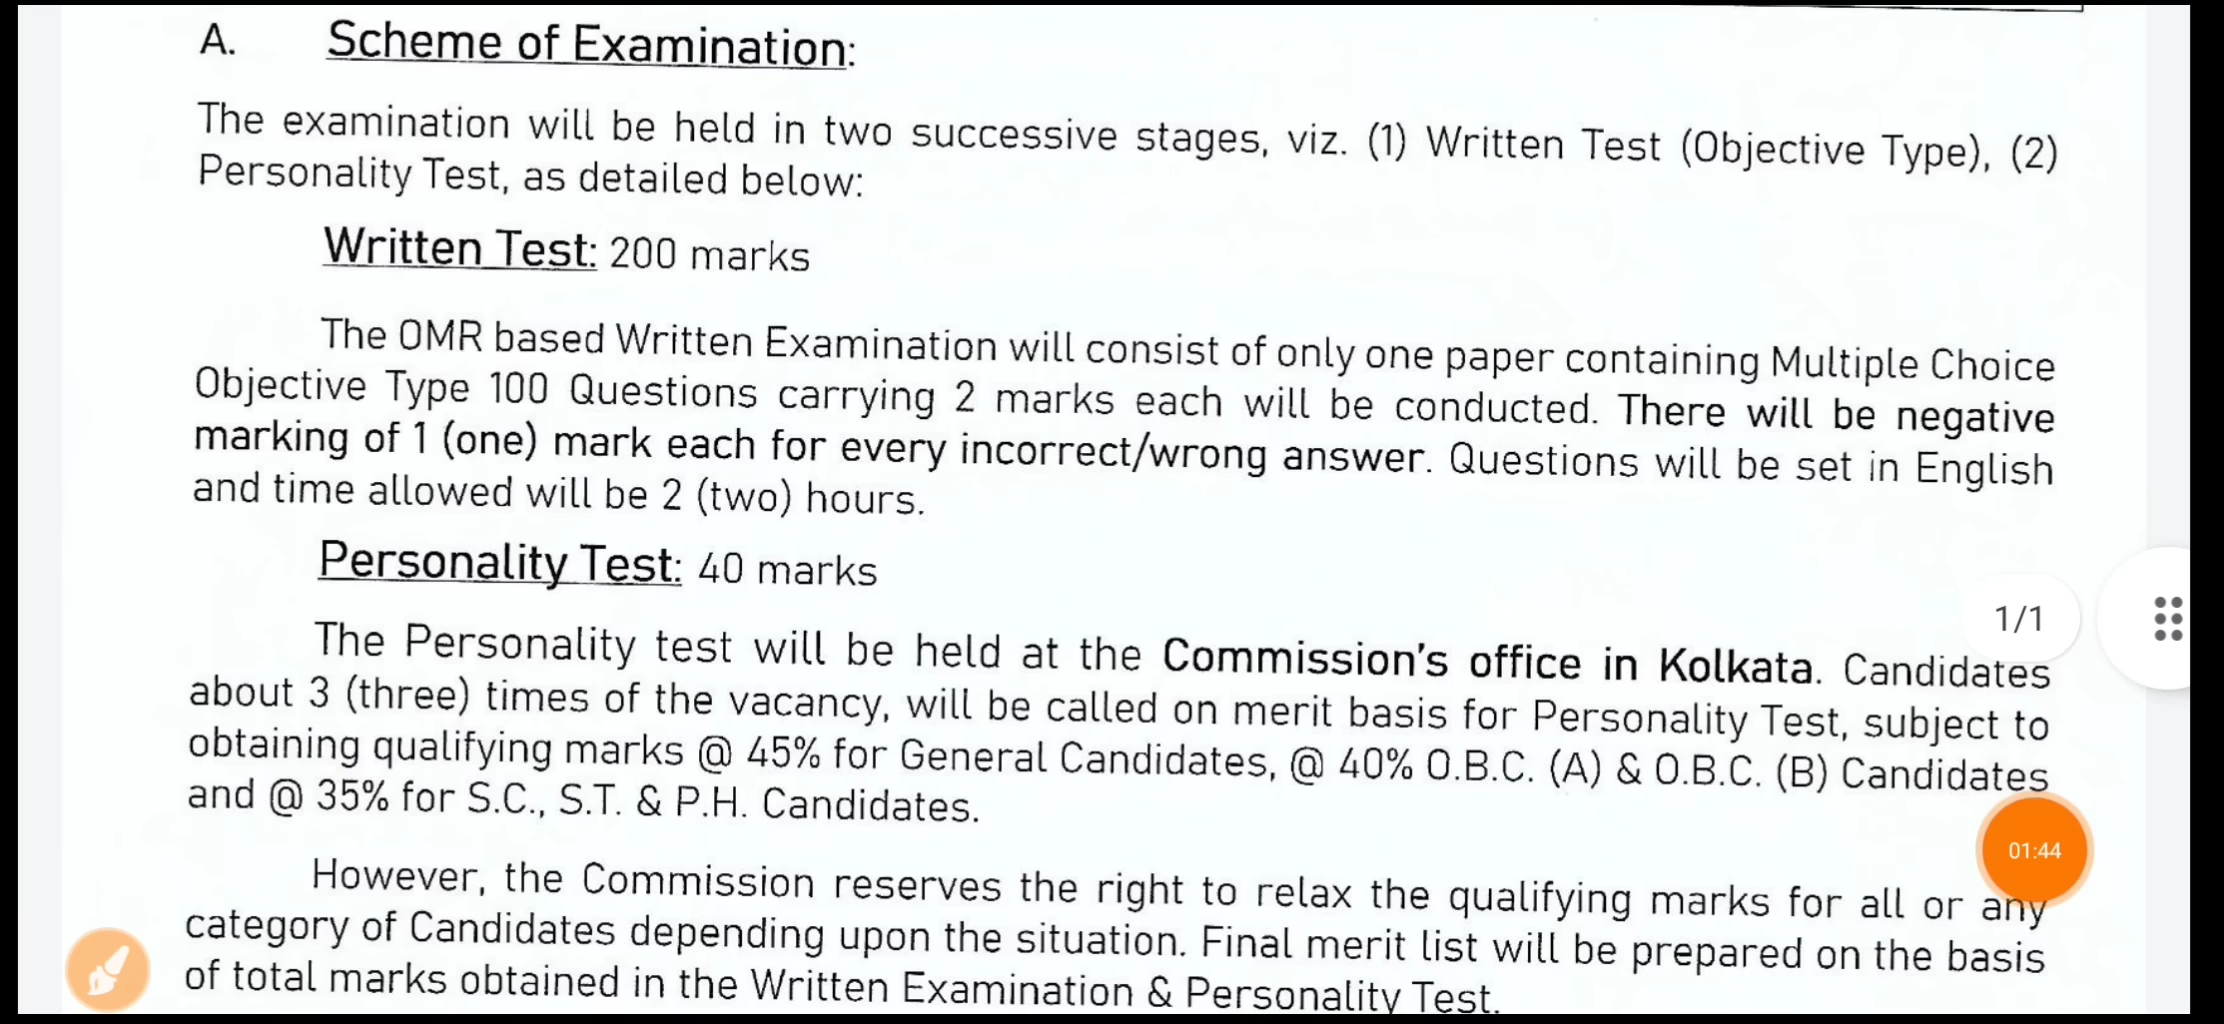 A. Scheme of Examination:
The examination will be held in two successive stages, viz. (1) Written Test (Objective Type), (2)
Personality Test, as detailed below:
Written Test: 200 marks
The OMR based Written Examination will consist of only one paper containing Multiple Choice
Objective Type 100 Questions carrying 2 marks each will be conducted. There will be negative
marking of 1 (one) mark each for every incorrect/wrong answer. Questions will be set in English
and time allowed will be 2 (two) hours.
Personality Test: 40 marks
1/1
The Personality test will be held at the Commission's office in Kolkata. Candidates
about 3 (three) times of the vacancy, will be called on merit basis for Personality Test, subject to
obtaining qualifying marks @ 45% for General Candidates, @ 40% O.B.C. (A) & O.B.C. (B) Candidates
and @ 35% for S.C., S.T. & P.H. Candidates.
01:44
However, the Commission reserves the right to relax the qualifying marks for all or any
category of Candidates depending upon the situation. Final merit list will be prepared on the basis
of total marks obtained in the Written Examination & Personality Test.